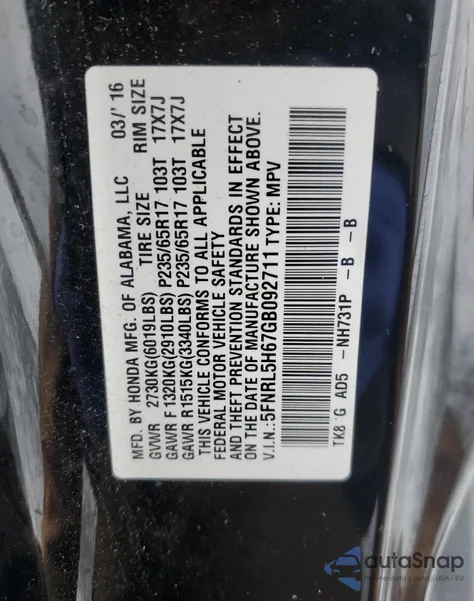 MFD. BY HONDA MFG. OF ALABAMA, LLC 03/'16
GVWR 2730KG(6019LBS) TIRE SIZE RIM SIZE
GAWR F 1320KG(2910LBS) P235/65R17 103T 17X7J
GAWR R 1515KG(3340LBS) P235/65R17 103T 17X7J
THIS VEHICLE CONFORMS TO ALL APPLICABLE
FEDERAL MOTOR VEHICLE SAFETY
AND THEFT PREVENTION STANDARDS IN EFFECT
ON THE DATE OF MANUFACTURE SHOWN ABOVE.
V.I.N.: 5FNRL5H67GB092711 TYPE: MPV
TK8 G AD5 -NH731P -B -B
autaSnap